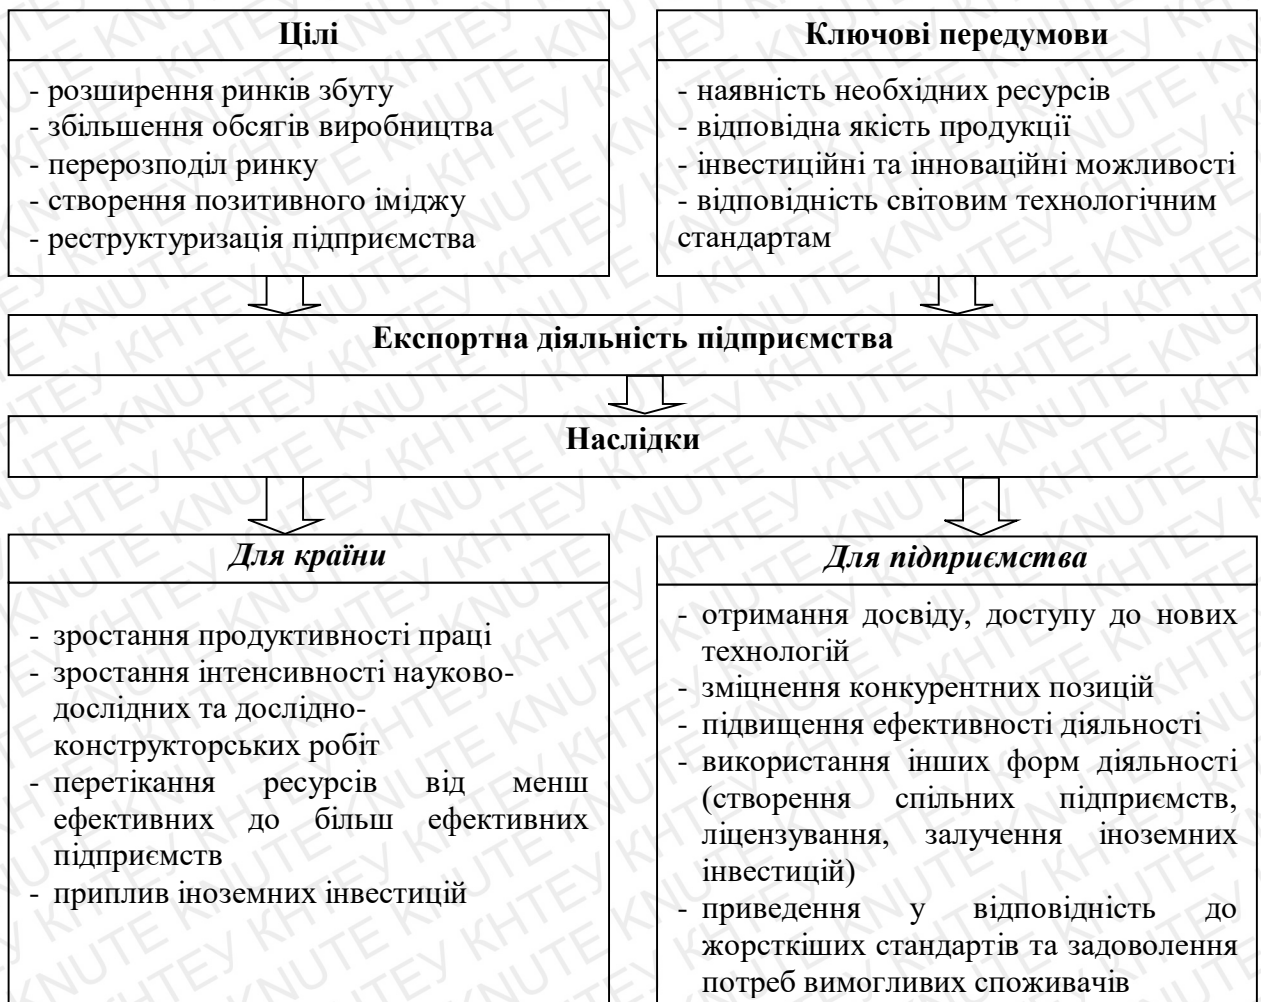 Цілі
- розширення ринків збуту
- збільшення обсягів виробництва
- перерозподіл ринку
- створення позитивного іміджу
- реструктуризація підприємства
Ключові передумови
- наявність необхідних ресурсів
- відповідна якість продукції
- інвестиційні та інноваційні можливості
- відповідність світовим технологічним
стандартам
Експортна діяльність підприємства
Наслідки
Для країни
- зростання продуктивності праці
- зростання інтенсивності науково-
дослідних та дослідно-
конструкторських робіт
- перетікання ресурсів від менш
ефективних до більш ефективних
підприємств
- приплив іноземних інвестицій
Для підприємства
- отримання досвіду, доступу до нових
технологій
- зміцнення конкурентних позицій
- підвищення ефективності діяльності
- використання інших форм діяльності
(створення спільних підприємств,
ліцензування, залучення іноземних
інвестицій)
- приведення у відповідність до
жорсткіших стандартів та задоволення
потреб вимогливих споживачів